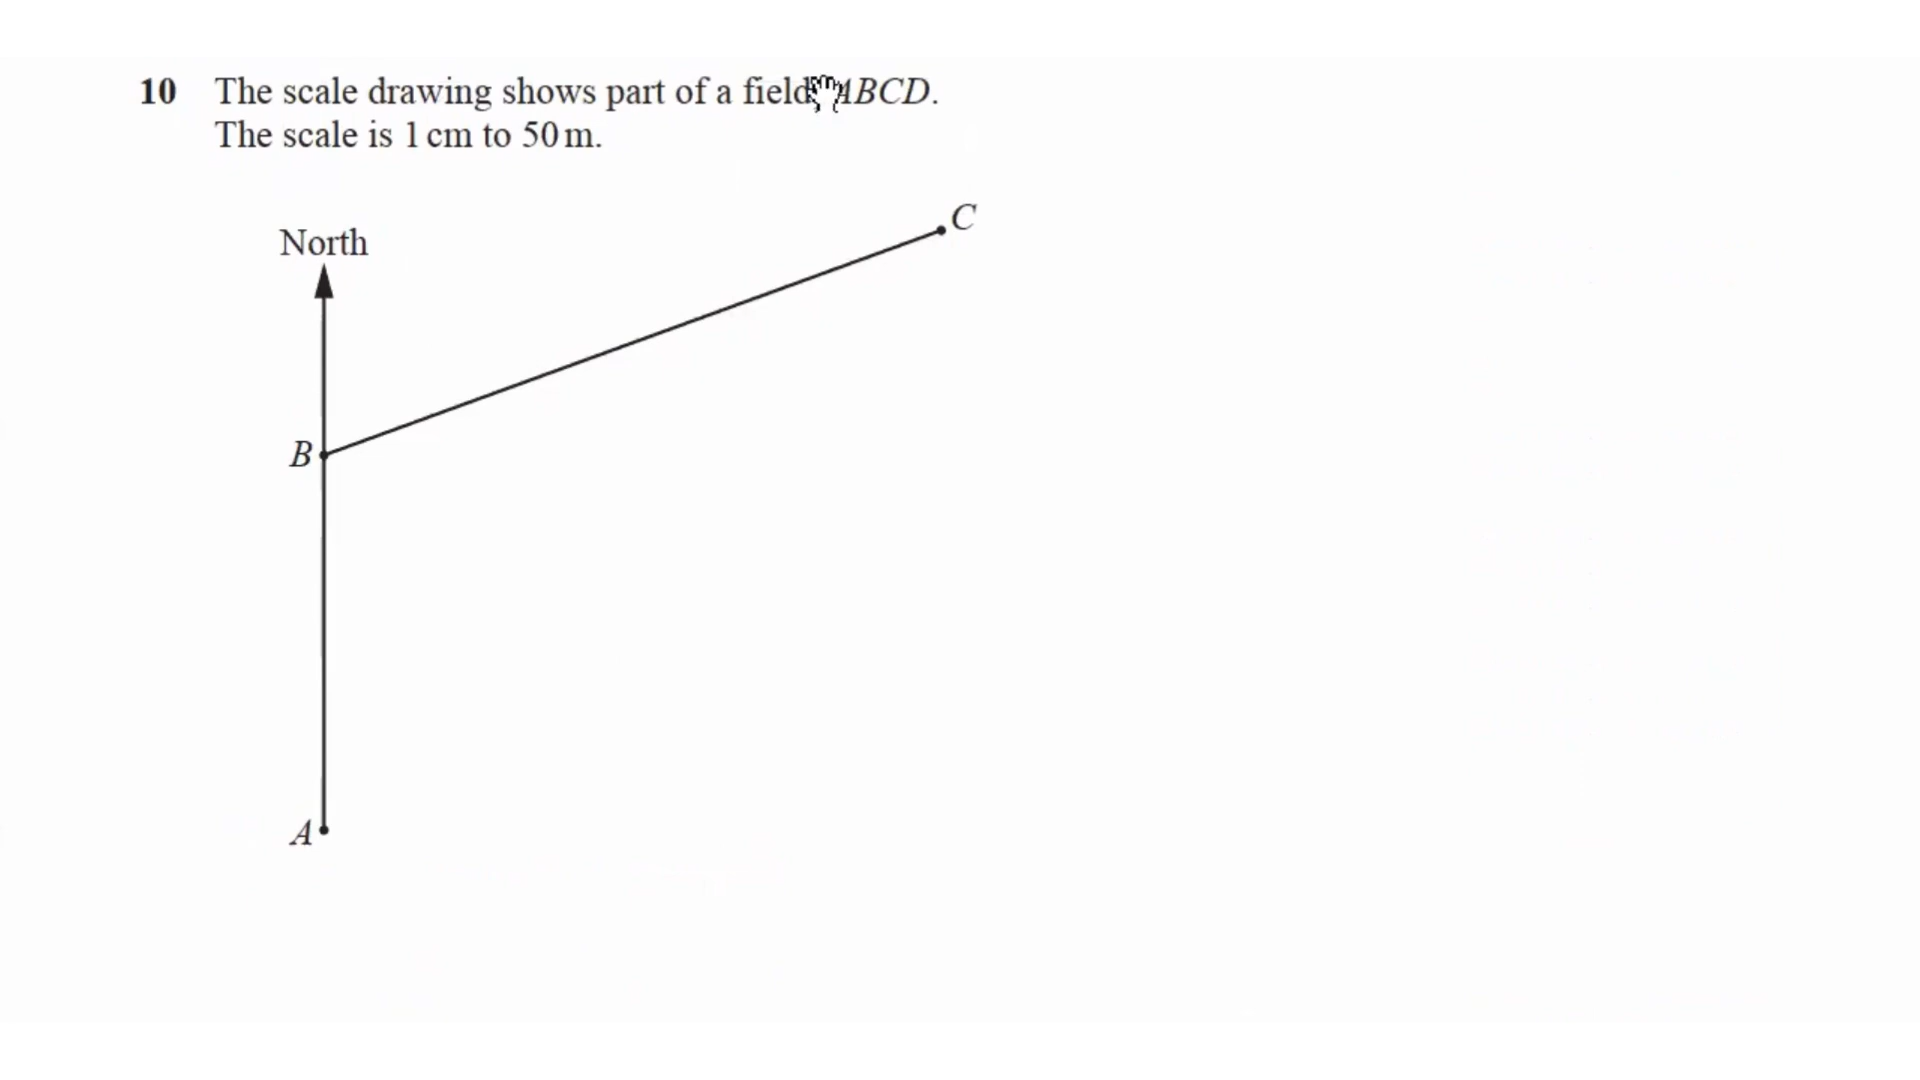 10 The scale drawing shows part of a field, ABCD.
The scale is 1 cm to 50 m.
C
North
B
A